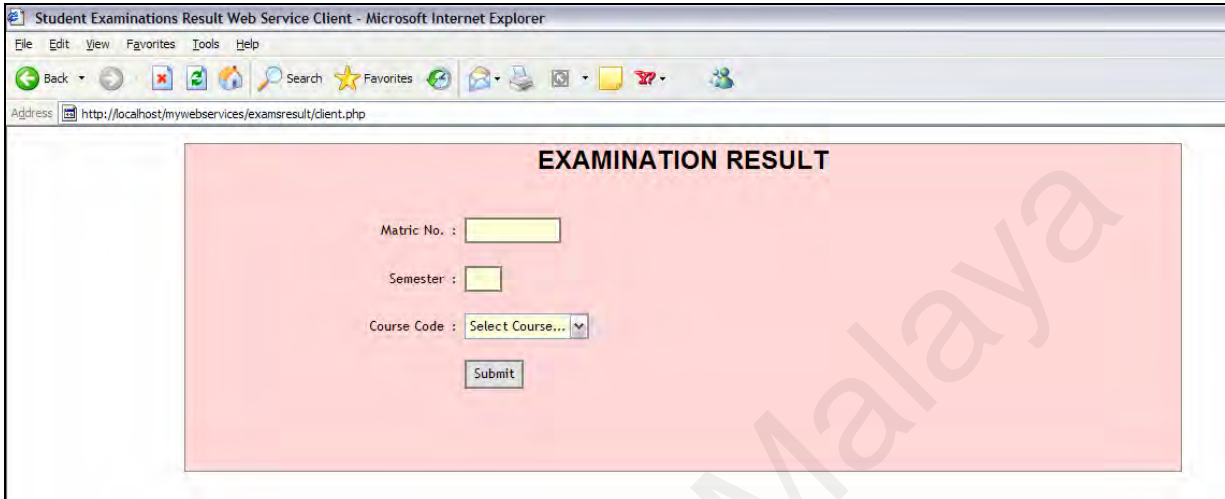 Student Examinations Result Web Service Client - Microsoft Internet Explorer
File Edit View Favorites Tools Help
Back Search Favorites
Address http://localhost/mywebservices/examsresult/client.php
EXAMINATION RESULT
Matric No. :
Semester :
Course Code : Select Course...
Submit
Malaya